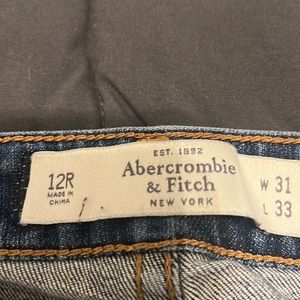 12R
MADE IN
CHINA
EST. 1892
Abercrombie
& Fitch
NEW YORK
W 31
L 33